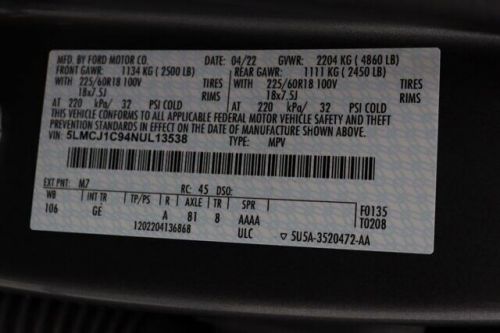 MFD. BY FORD MOTOR CO. DATE: 04/22 GVWR: 2204 KG ( 4860 LB)
FRONT GAWR: 1134 KG ( 2500 LB) REAR GAWR: 1111 KG ( 2450 LB)
WITH 225/60R18 100V TIRES WITH 225/60R18 100V TIRES
18x7.5J RIMS 18x7.5J RIMS
AT 220 kPa/ 32 PSI COLD AT 220 kPa/ 32 PSI COLD
THIS VEHICLE CONFORMS TO ALL APPLICABLE FEDERAL MOTOR VEHICLE SAFETY, BUMPER,
AND THEFT PREVENTION STANDARDS IN EFFECT ON THE DATE OF MANUFACTURE SHOWN ABOVE.
VIN: 5LMCJ1C94NUL13538 TYPE: MPV
EXT PNT: M7 RC: 45 DSO:
WB INT TR TP/PS R AXLE TR SPR F0135
106 GE A 81 8 AAAA T0208
1202204136868 ULC 5U5A-3520472-AA